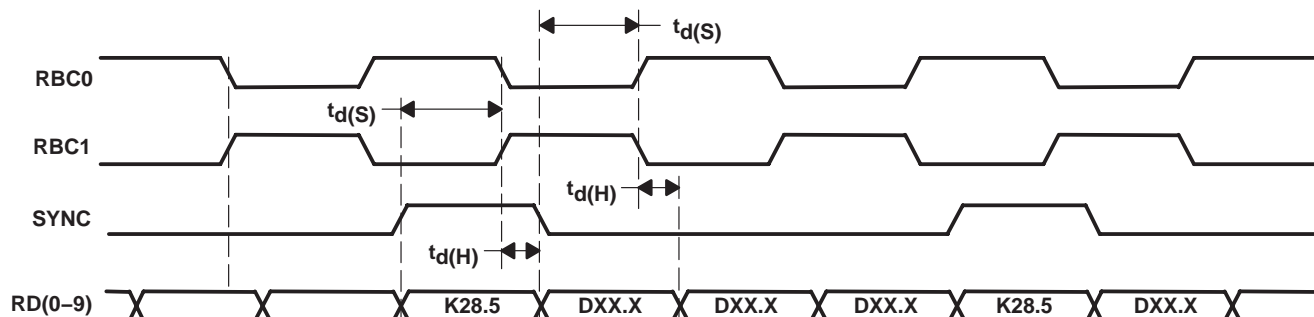 td(S)
RBC0
td(S)
RBC1
td(H)
SYNC
td(H)
RD(0–9) K28.5 DXX.X DXX.X DXX.X K28.5 DXX.X